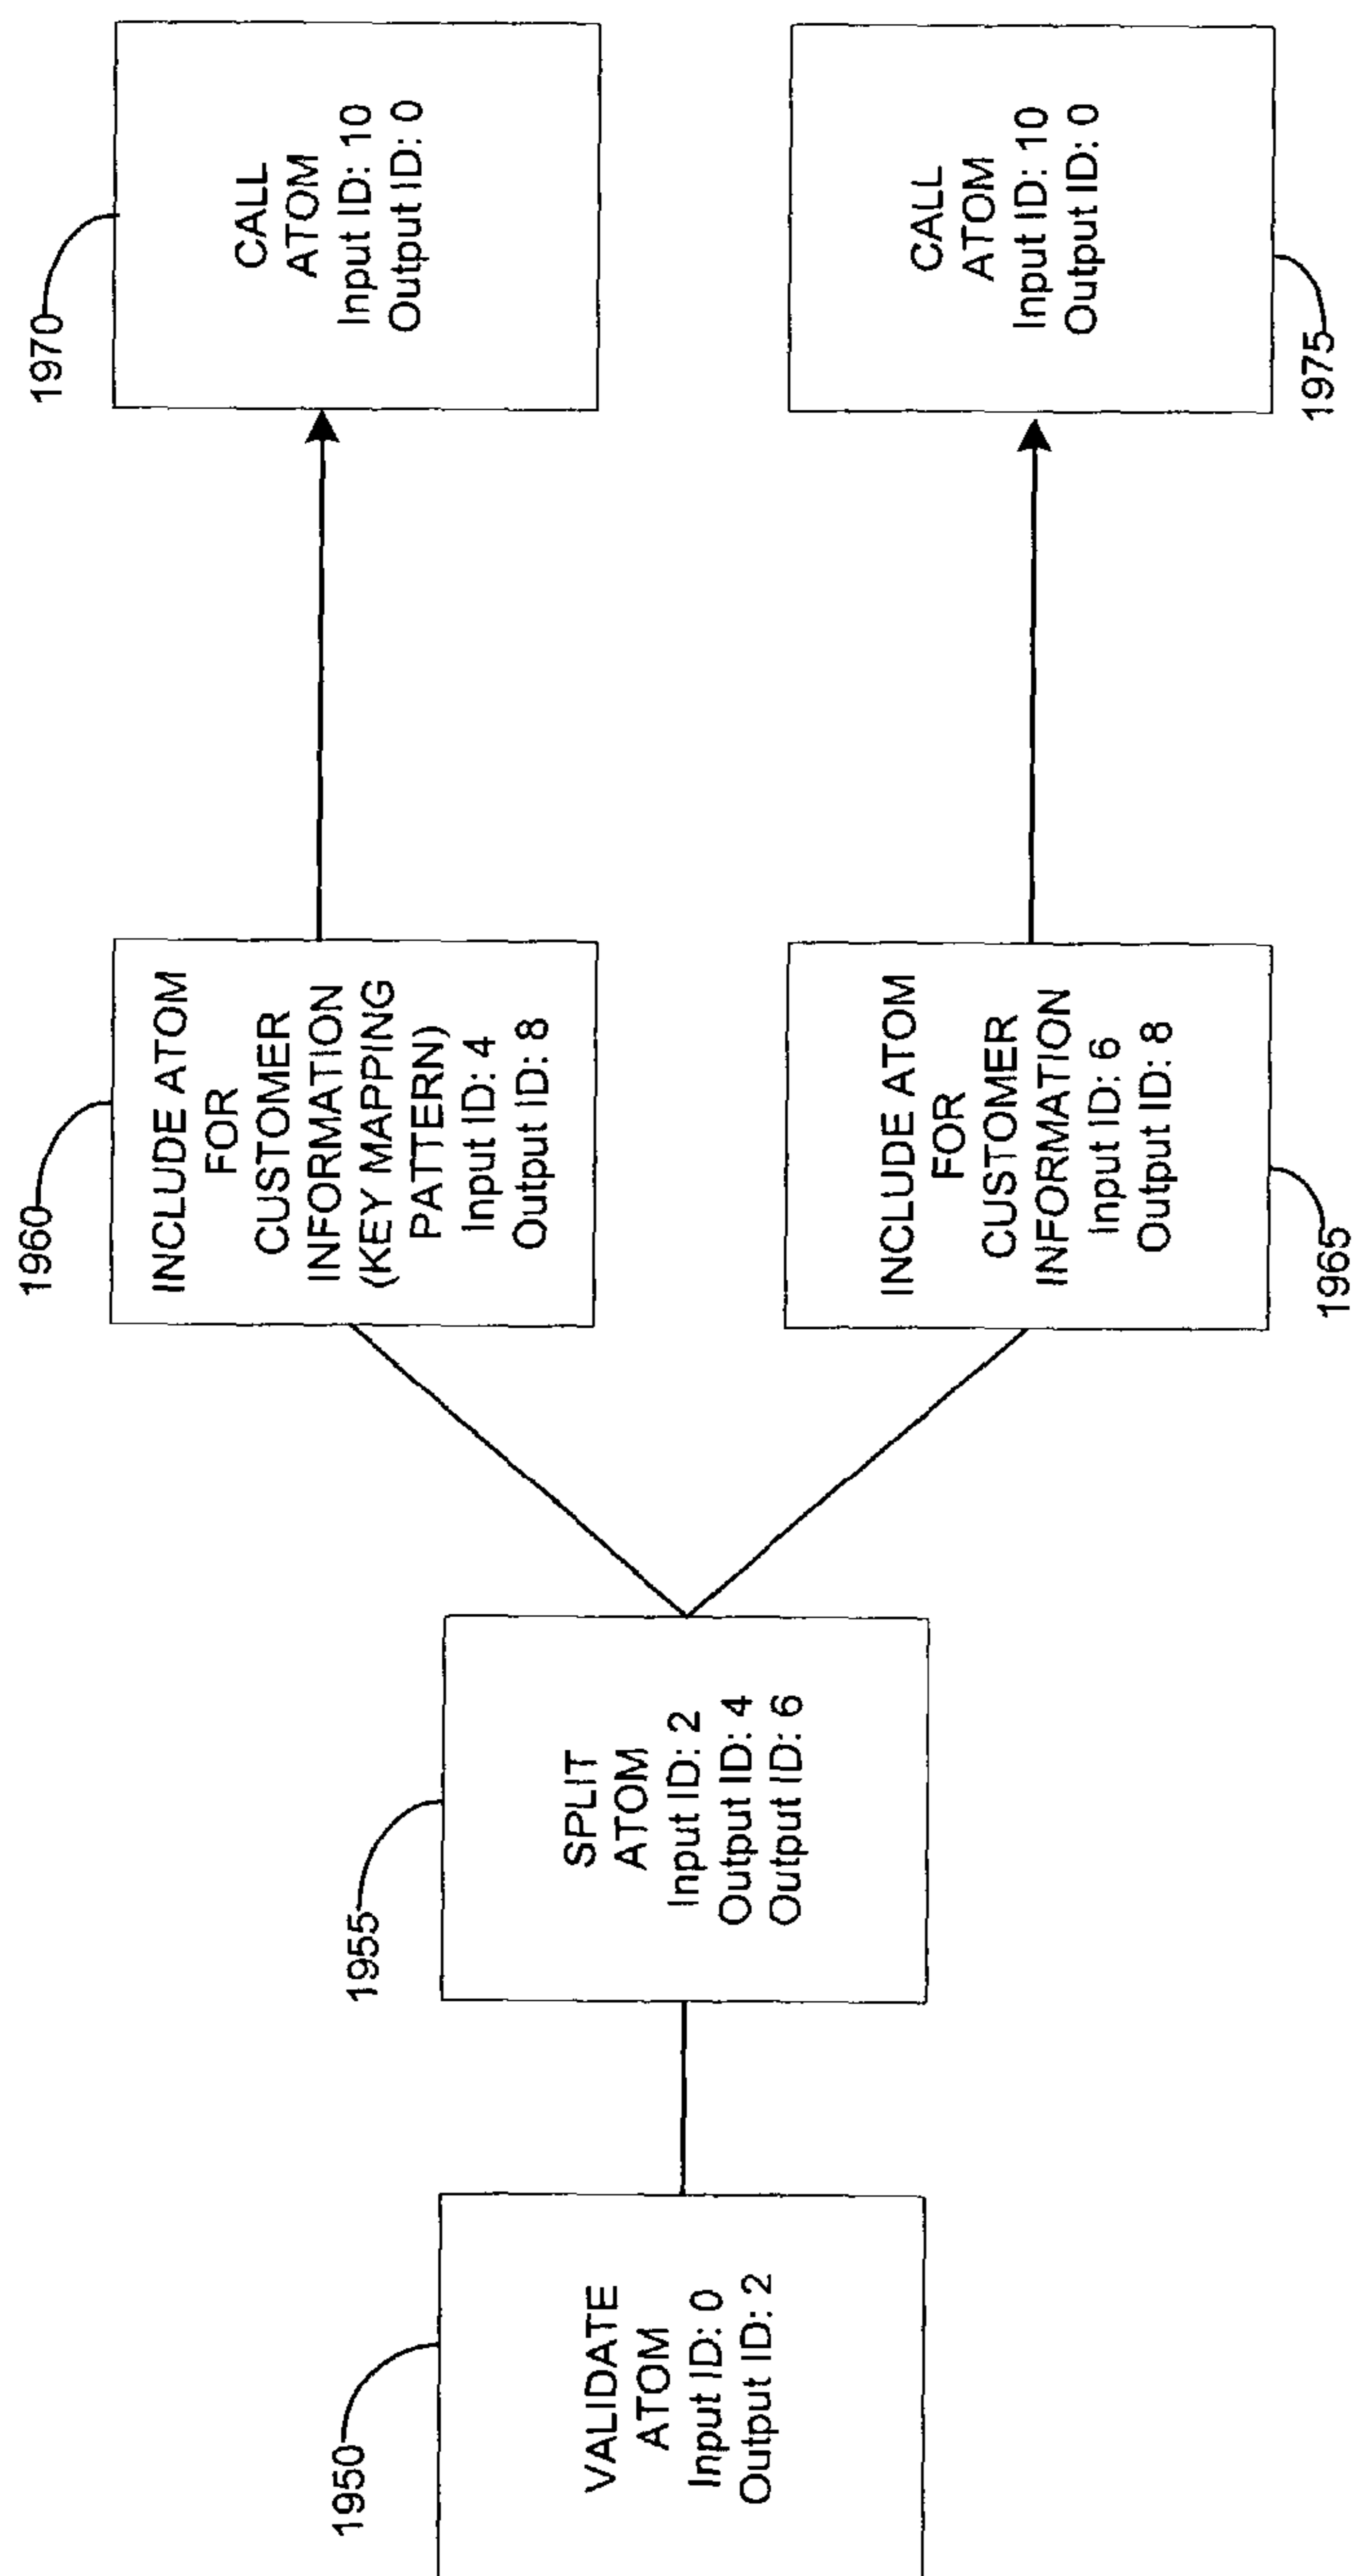 1950
VALIDATE
ATOM
Input ID: 0
Output ID: 2
1955
SPLIT
ATOM
Input ID: 2
Output ID: 4
Output ID: 6
1960
INCLUDE ATOM
FOR
CUSTOMER
INFORMATION
(KEY MAPPING
PATTERN)
Input ID: 4
Output ID: 8
INCLUDE ATOM
FOR
CUSTOMER
INFORMATION
Input ID: 6
Output ID: 8
1965
1970
CALL
ATOM
Input ID: 10
Output ID: 0
CALL
ATOM
Input ID: 10
Output ID: 0
1975